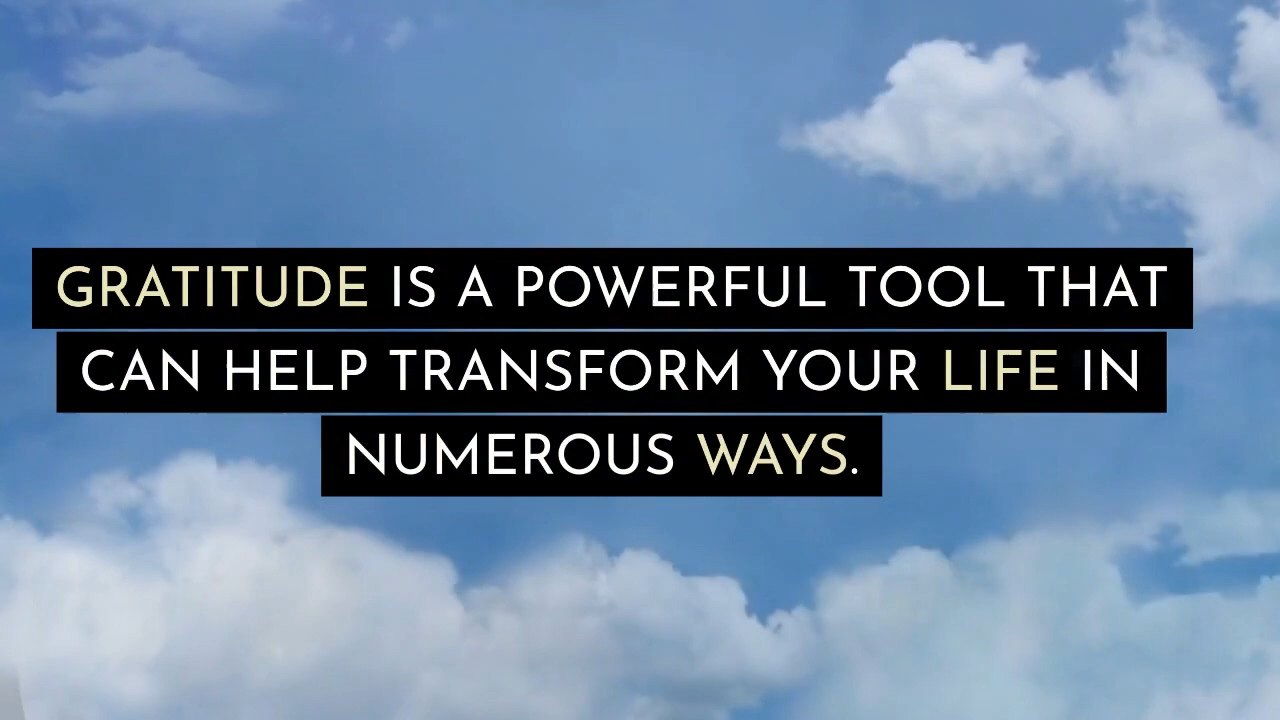 GRATITUDE IS A POWERFUL TOOL THAT
CAN HELP TRANSFORM YOUR LIFE IN
NUMEROUS WAYS.